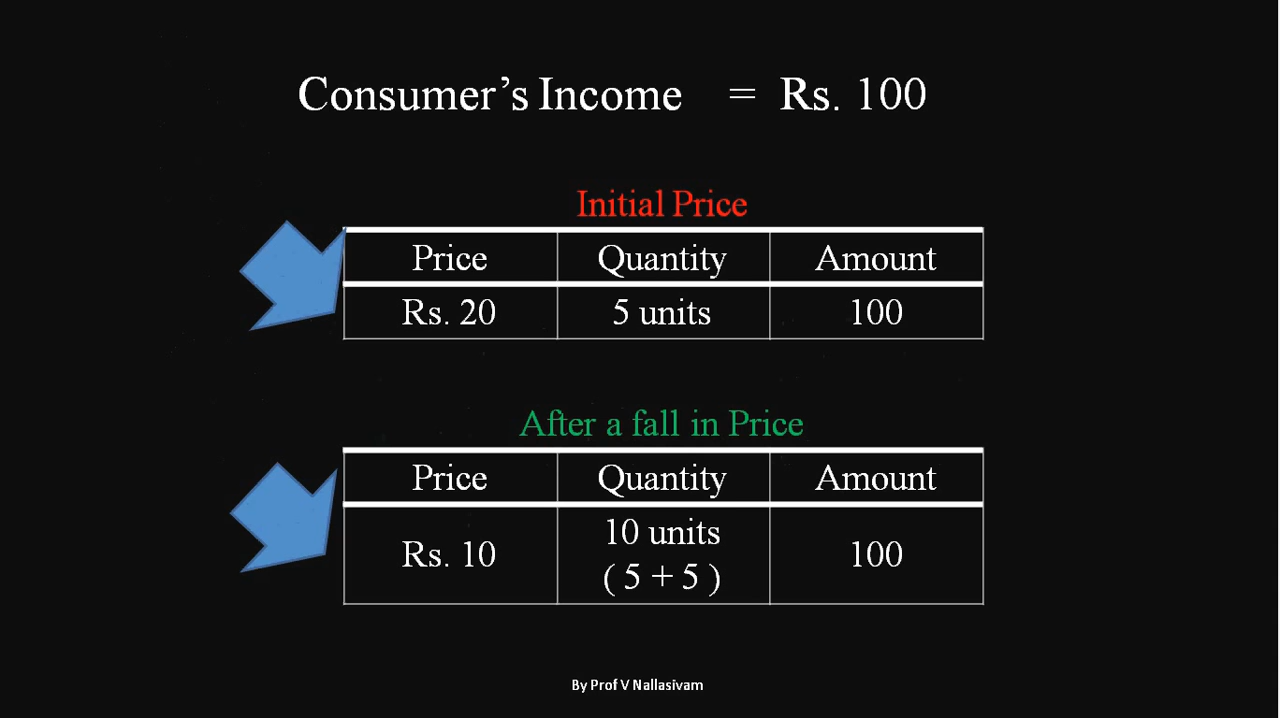 Consumer’s Income = Rs. 100
Initial Price
Price Quantity Amount
Rs. 20 5 units 100
After a fall in Price
Price Quantity Amount
Rs. 10 10 units 100
( 5 + 5 )
By Prof V Nallasivam